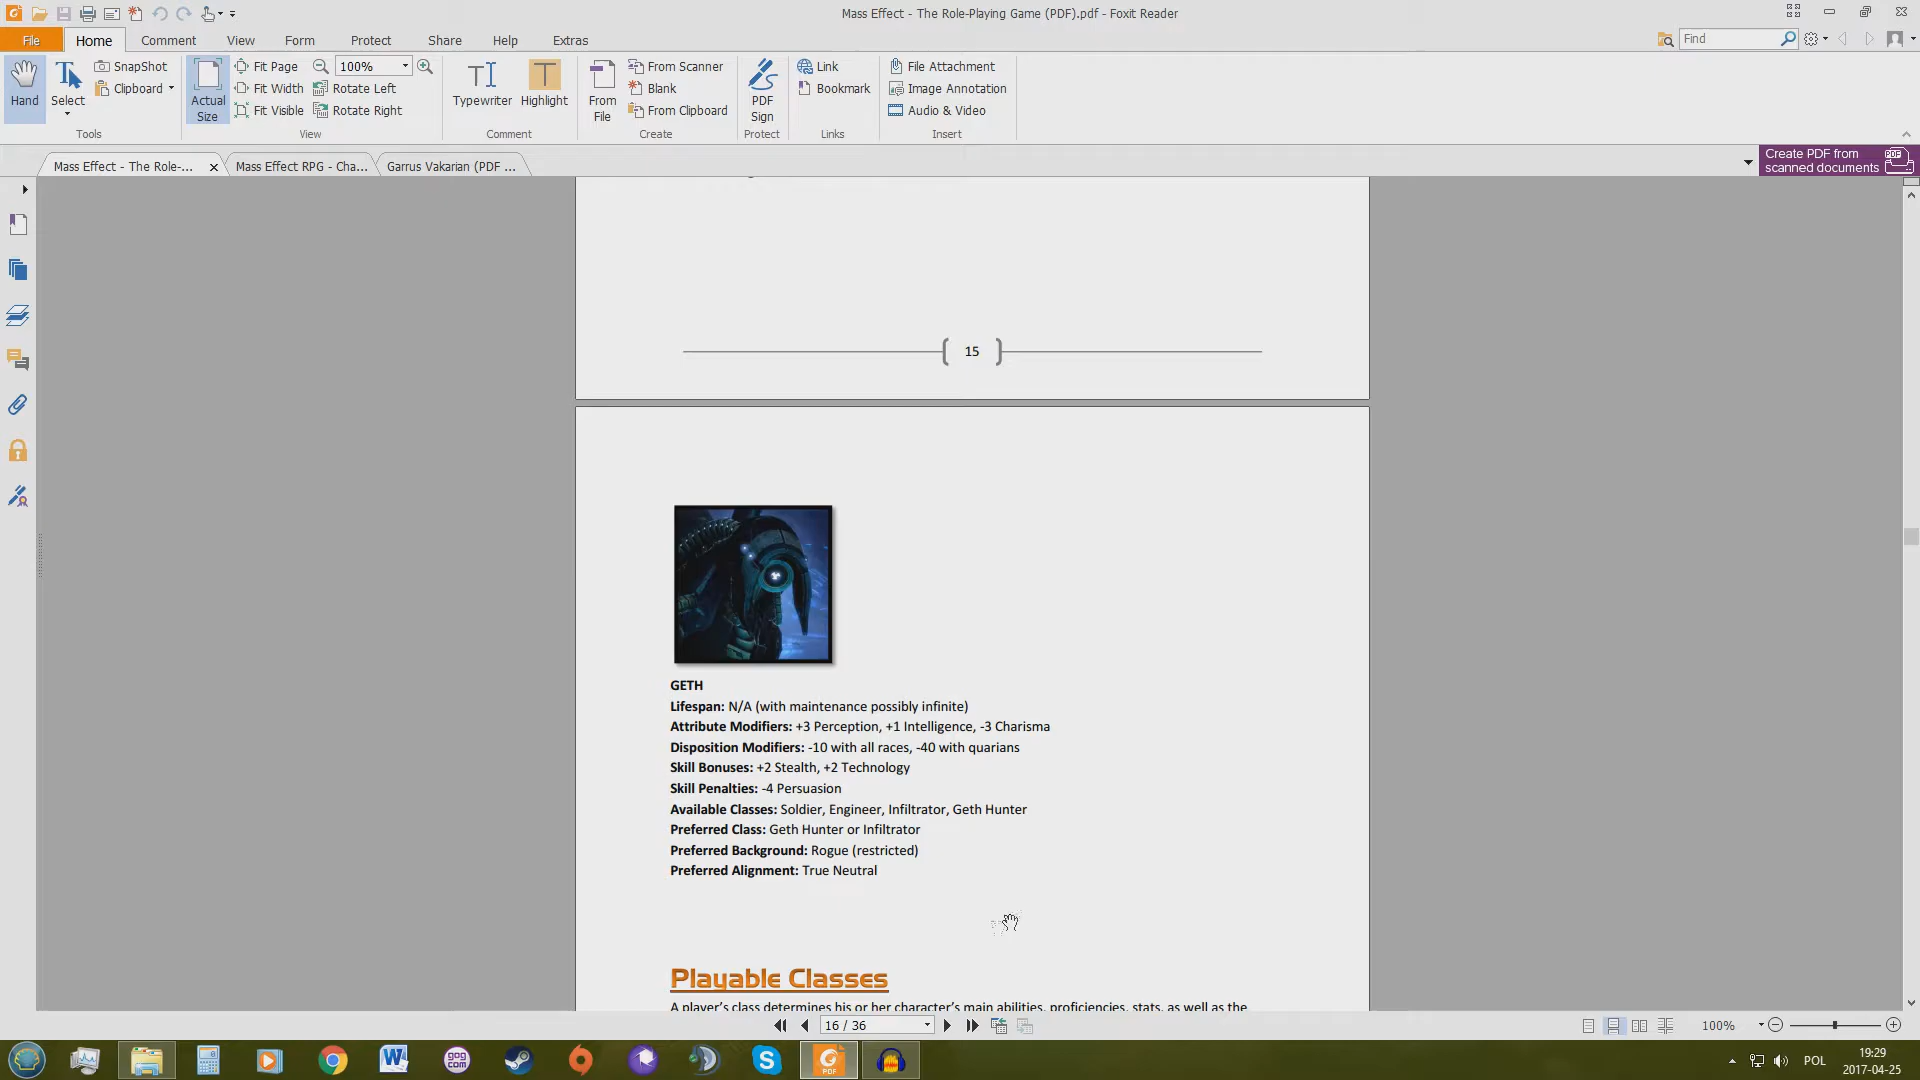 Mass Effect - The Role-Playing Game (PDF).pdf - Foxit Reader
File Home Comment View Form Protect Share Help Extras
Find
Hand
Select
SnapShot
Clipboard
Tools
Actual
Size
Fit Page
Fit Width
Fit Visible
100%
Rotate Left
Rotate Right
View
Typewriter
Highlight
Comment
From
File
From Scanner
Blank
From Clipboard
Create
PDF
Sign
Protect
Link
Bookmark
Links
File Attachment
Image Annotation
Audio & Video
Insert
Mass Effect - The Role-...
Mass Effect RPG - Cha...
Garrus Vakarian (PDF ...
Create PDF from
scanned documents
PDF
15
GETH
Lifespan: N/A (with maintenance possibly infinite)
Attribute Modifiers: +3 Perception, +1 Intelligence, -3 Charisma
Disposition Modifiers: -10 with all races, -40 with quarians
Skill Bonuses: +2 Stealth, +2 Technology
Skill Penalties: -4 Persuasion
Available Classes: Soldier, Engineer, Infiltrator, Geth Hunter
Preferred Class: Geth Hunter or Infiltrator
Preferred Background: Rogue (restricted)
Preferred Alignment: True Neutral
Playable Classes
A player's class determines his or her character's main abilities, proficiencies, stats, as well as the
16 / 36
100%
gog
com
PDF
POL
19:29
2017-04-25